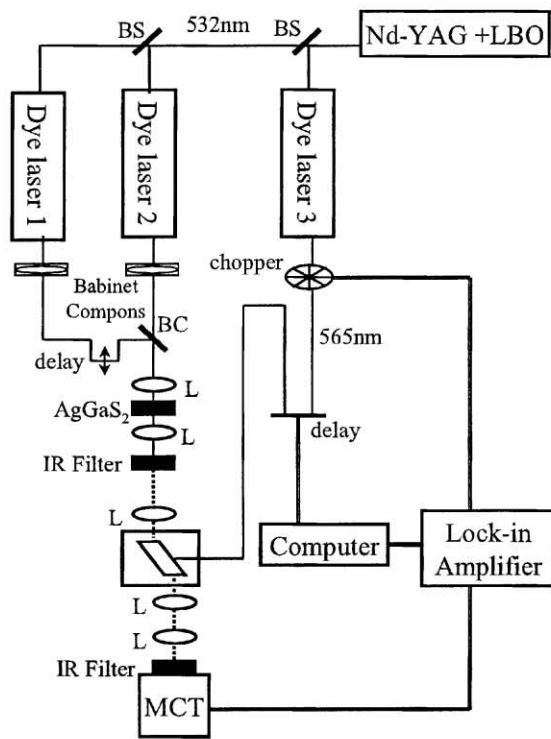 BS
532nm
BS
Nd-YAG +LBO
Dye laser 1
Dye laser 2
Dye laser 3
chopper
Babinet
Compons
BC
565nm
delay
L
AgGaS2
L
delay
IR Filter
L
Computer
Lock-in
Amplifier
L
L
IR Filter
MCT